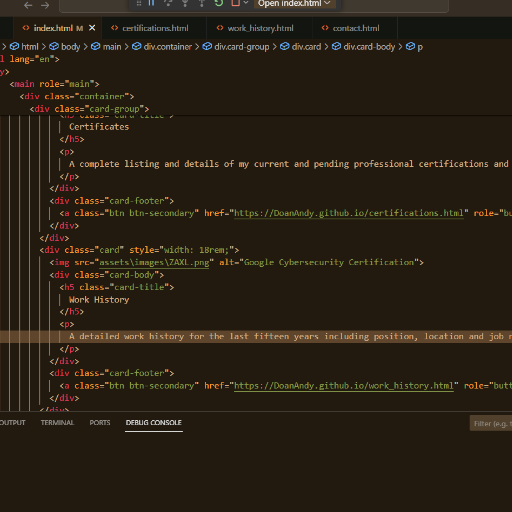 Open index.html
index.html M
certifications.html
work_history.html
contact.html
html > body > main > div.container > div.card-group > div.card > div.card-body > p
lang="en">
<main role="main">
<div class="container">
<div class="card-group">
<h5 class="card-title">
Certificates
</h5>
<p>
A complete listing and details of my current and pending professional certifications and
</p>
</div>
<div class="card-footer">
<a class="btn btn-secondary" href="https://DoanAndy.github.io/certifications.html" role="bu
</div>
</div>
<div class="card" style="width: 18rem;">
<img src="assets\images\ZAXL.png" alt="Google Cybersecurity Certification">
<div class="card-body">
<h5 class="card-title">
Work History
</h5>
<p>
A detailed work history for the last fifteen years including position, location and job
</p>
</div>
<div class="card-footer">
<a class="btn btn-secondary" href="https://DoanAndy.github.io/work_history.html" role="butt
</div>
</div>
OUTPUT TERMINAL PORTS DEBUG CONSOLE
Filter (e.g. t